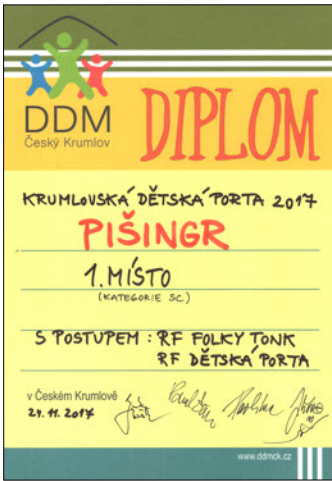 DDM
Český Krumlov
DIPLOM
KRUMLOVSKÁ DĚTSKÁ PORTA 2017
PIŠINGR
1. MÍSTO
(KATEGORIE SC)
S POSTUPEM : RF FOLKY TONK
RF DĚTSKÁ PORTA
v Českém Krumlově
24. 11. 2017
www.ddmck.cz